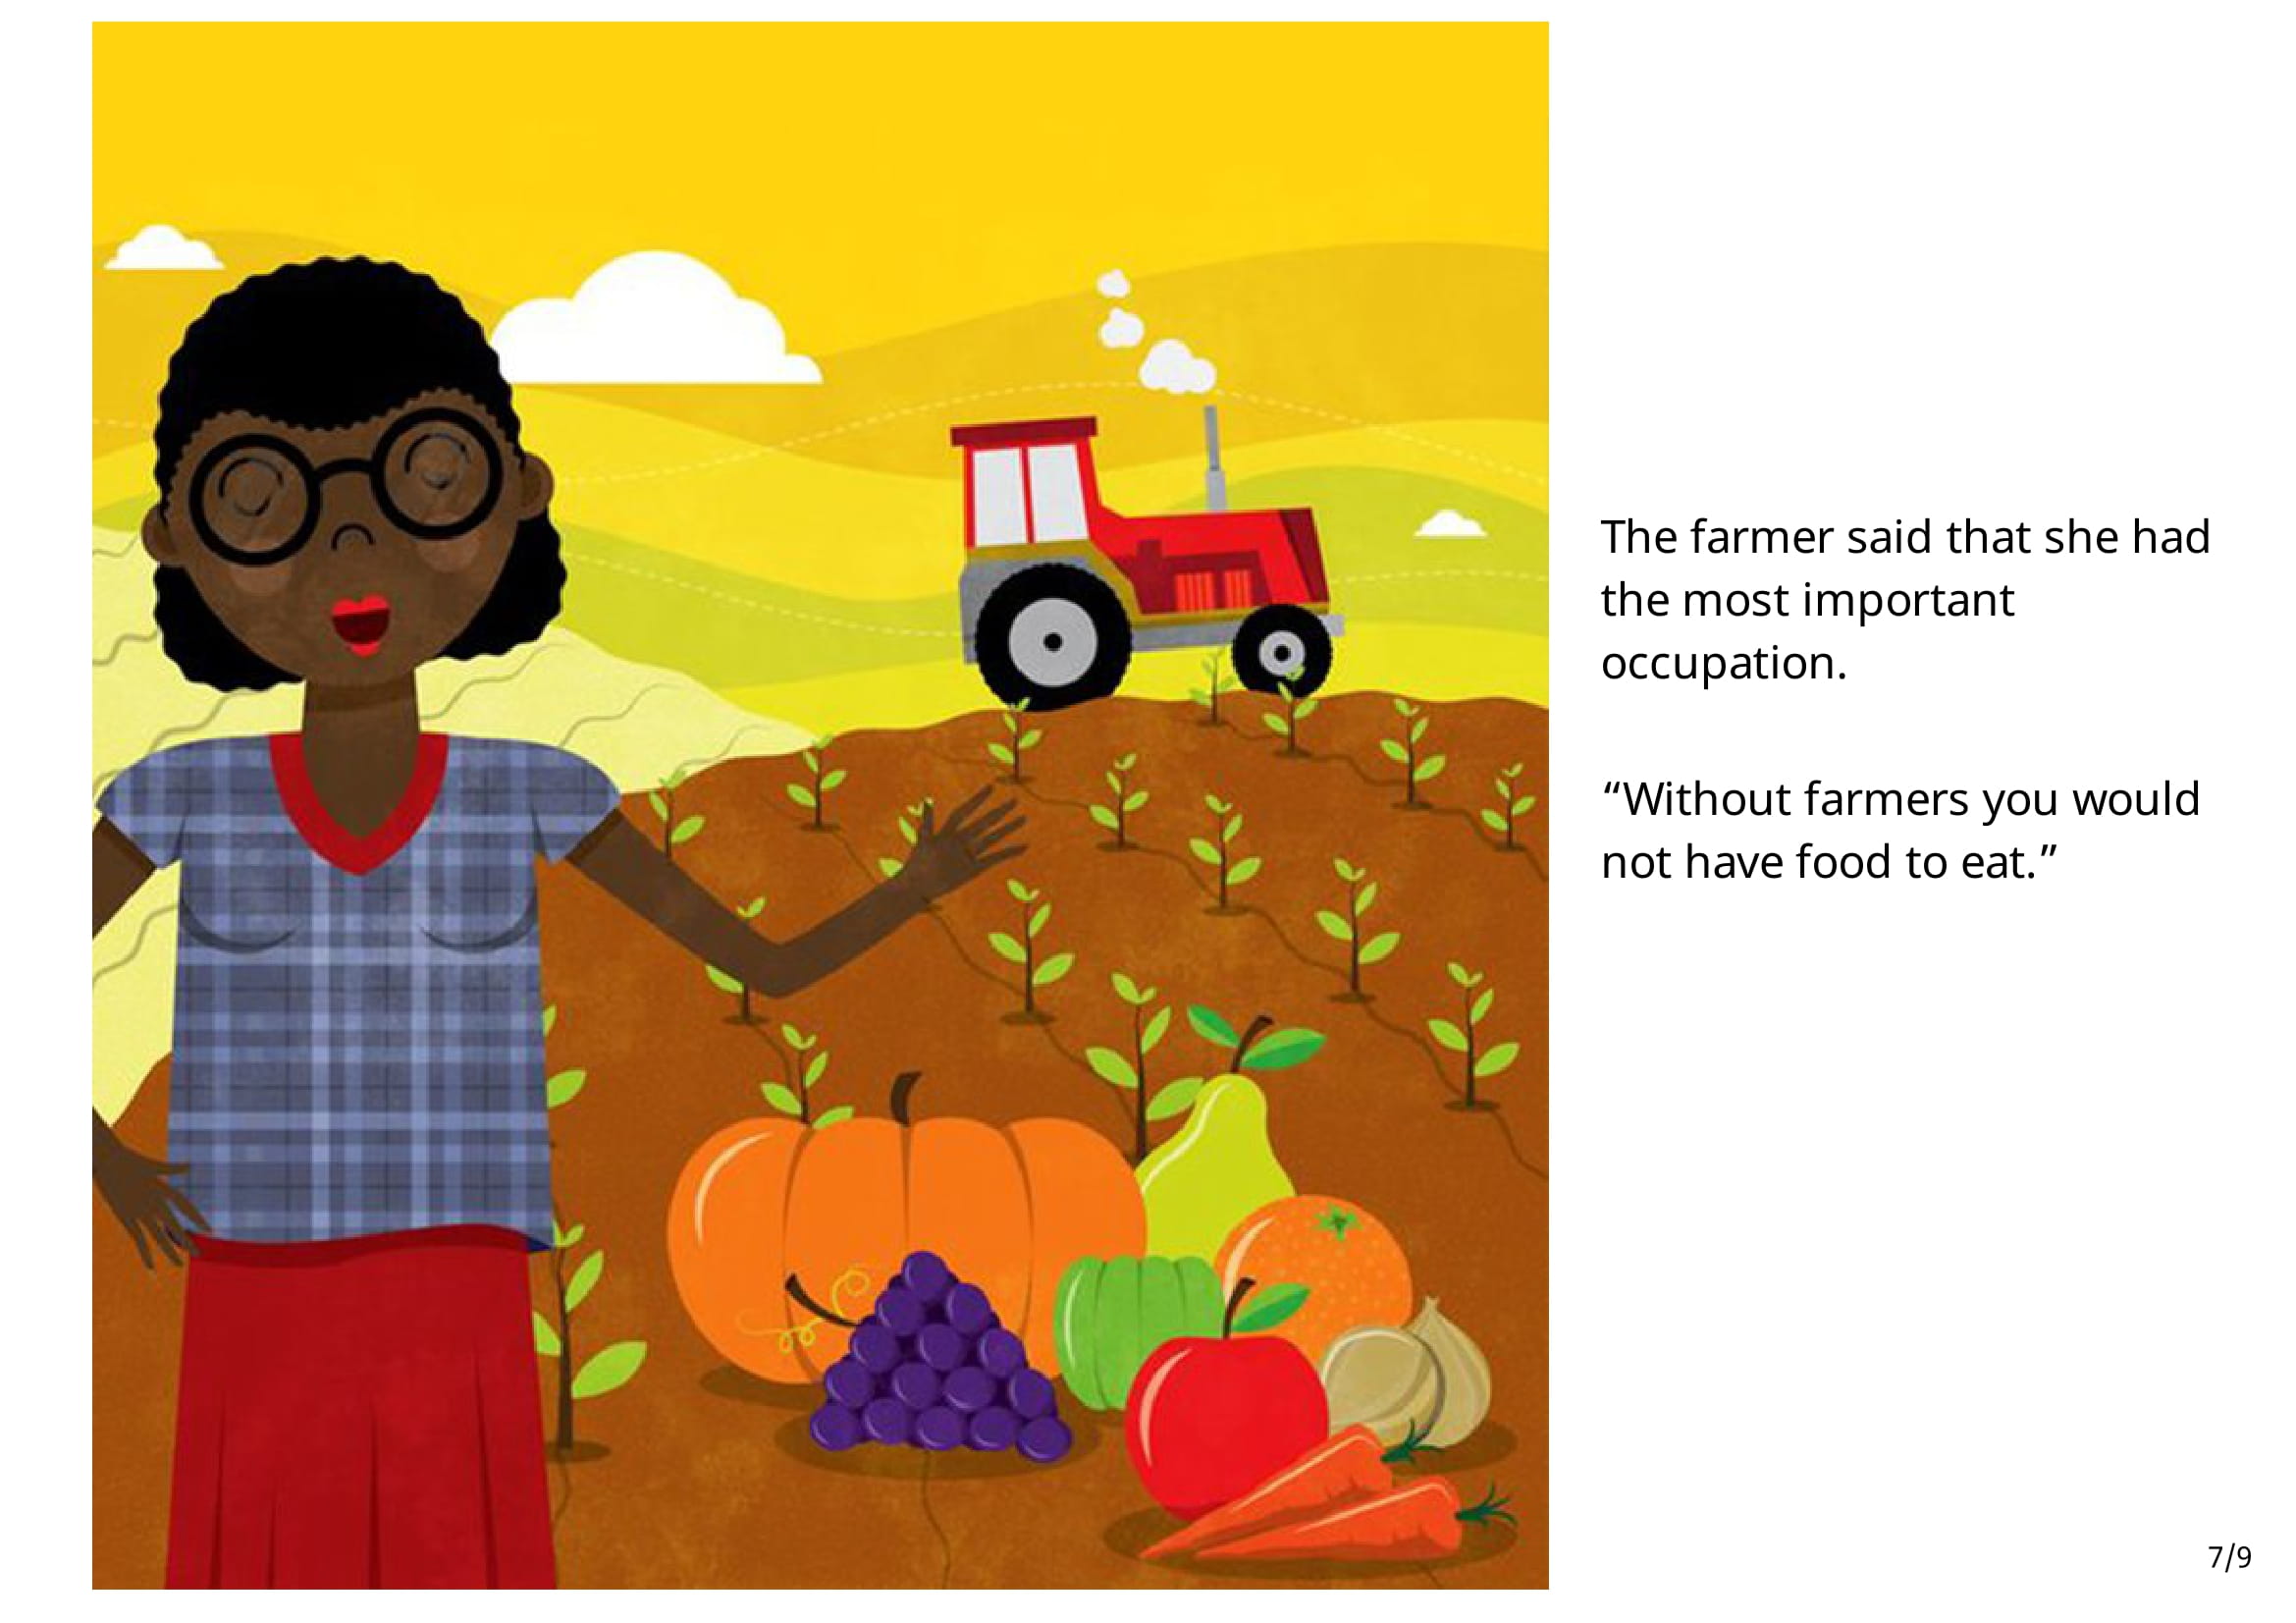 The farmer said that she had
the most important
occupation.
“Without farmers you would
not have food to eat.”
7/9